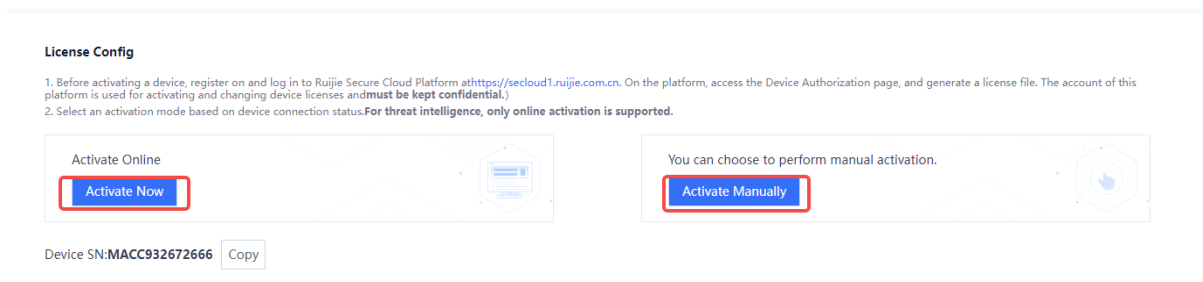 License Config
1. Before activating a device, register on and log in to Ruijie Secure Cloud Platform athttps://secloud1.ruijie.com.cn. On the platform, access the Device Authorization page, and generate a license file. The account of this
platform is used for activating and changing device licenses andmust be kept confidential.)
2. Select an activation mode based on device connection status.For threat intelligence, only online activation is supported.
Activate Online
Activate Now
You can choose to perform manual activation.
Activate Manually
Device SN:MACC932672666 Copy